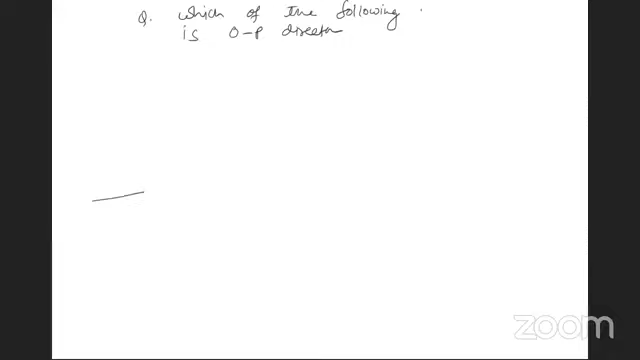 Q. which of the following
is O-P director
zoom